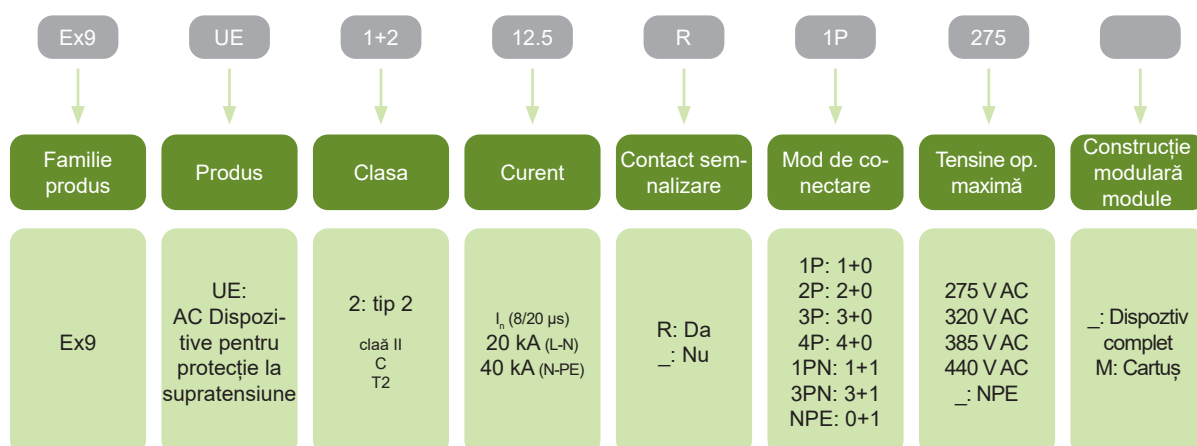 Ex9
UE
1+2
12.5
R
1P
275
Familie
produs
Produs
Clasa
Curent
Contact sem-
nalizare
Mod de co-
nectare
Tensine op.
maximă
Construcție
modulară
module
Ex9
UE:
AC Dispozi-
tive pentru
protecție la
supratensiune
2: tip 2
claă II
C
T2
In (8/20 µs)
20 kA (L-N)
40 kA (N-PE)
R: Da
_: Nu
1P: 1+0
2P: 2+0
3P: 3+0
4P: 4+0
1PN: 1+1
3PN: 3+1
NPE: 0+1
275 V AC
320 V AC
385 V AC
440 V AC
_: NPE
_: Dispoztiv
complet
M: Cartuș